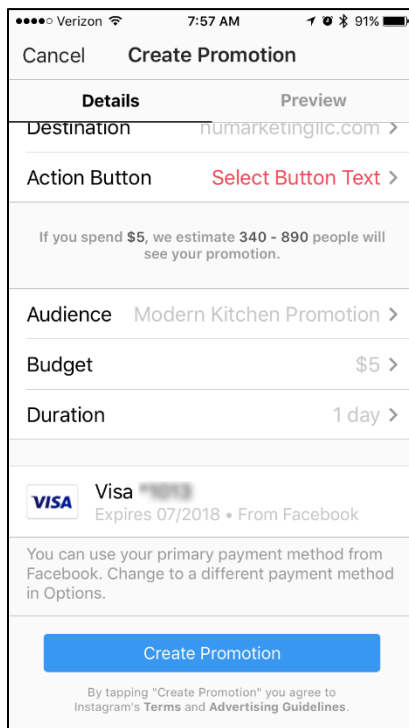 Verizon 7:57 AM 91%
Cancel Create Promotion
Details Preview
Destination numarketingllc.com >
Action Button Select Button Text >
If you spend $5, we estimate 340 - 890 people will
see your promotion.
Audience Modern Kitchen Promotion >
Budget $5 >
Duration 1 day >
VISA Visa
Expires 07/2018 • From Facebook
You can use your primary payment method from
Facebook. Change to a different payment method
in Options.
Create Promotion
By tapping "Create Promotion" you agree to
Instagram's Terms and Advertising Guidelines.